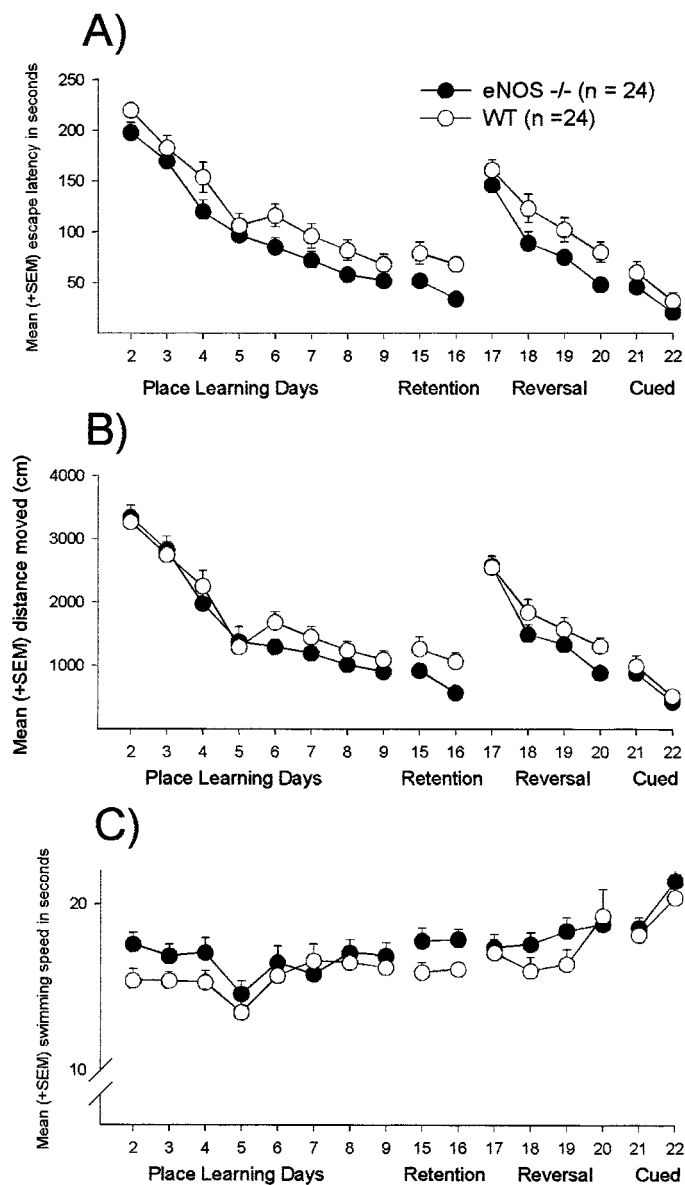 A)
Mean (+SEM) escape latency in seconds
250
200
150
100
50
eNOS -/- (n = 24)
WT (n =24)
2 3 4 5 6 7 8 9 15 16 17 18 19 20 21 22
Place Learning Days Retention Reversal Cued
B)
Mean (+SEM) distance moved (cm)
4000
3000
2000
1000
2 3 4 5 6 7 8 9 15 16 17 18 19 20 21 22
Place Learning Days Retention Reversal Cued
C)
Mean (+SEM) swimming speed in seconds
20
10
2 3 4 5 6 7 8 9 15 16 17 18 19 20 21 22
Place Learning Days Retention Reversal Cued